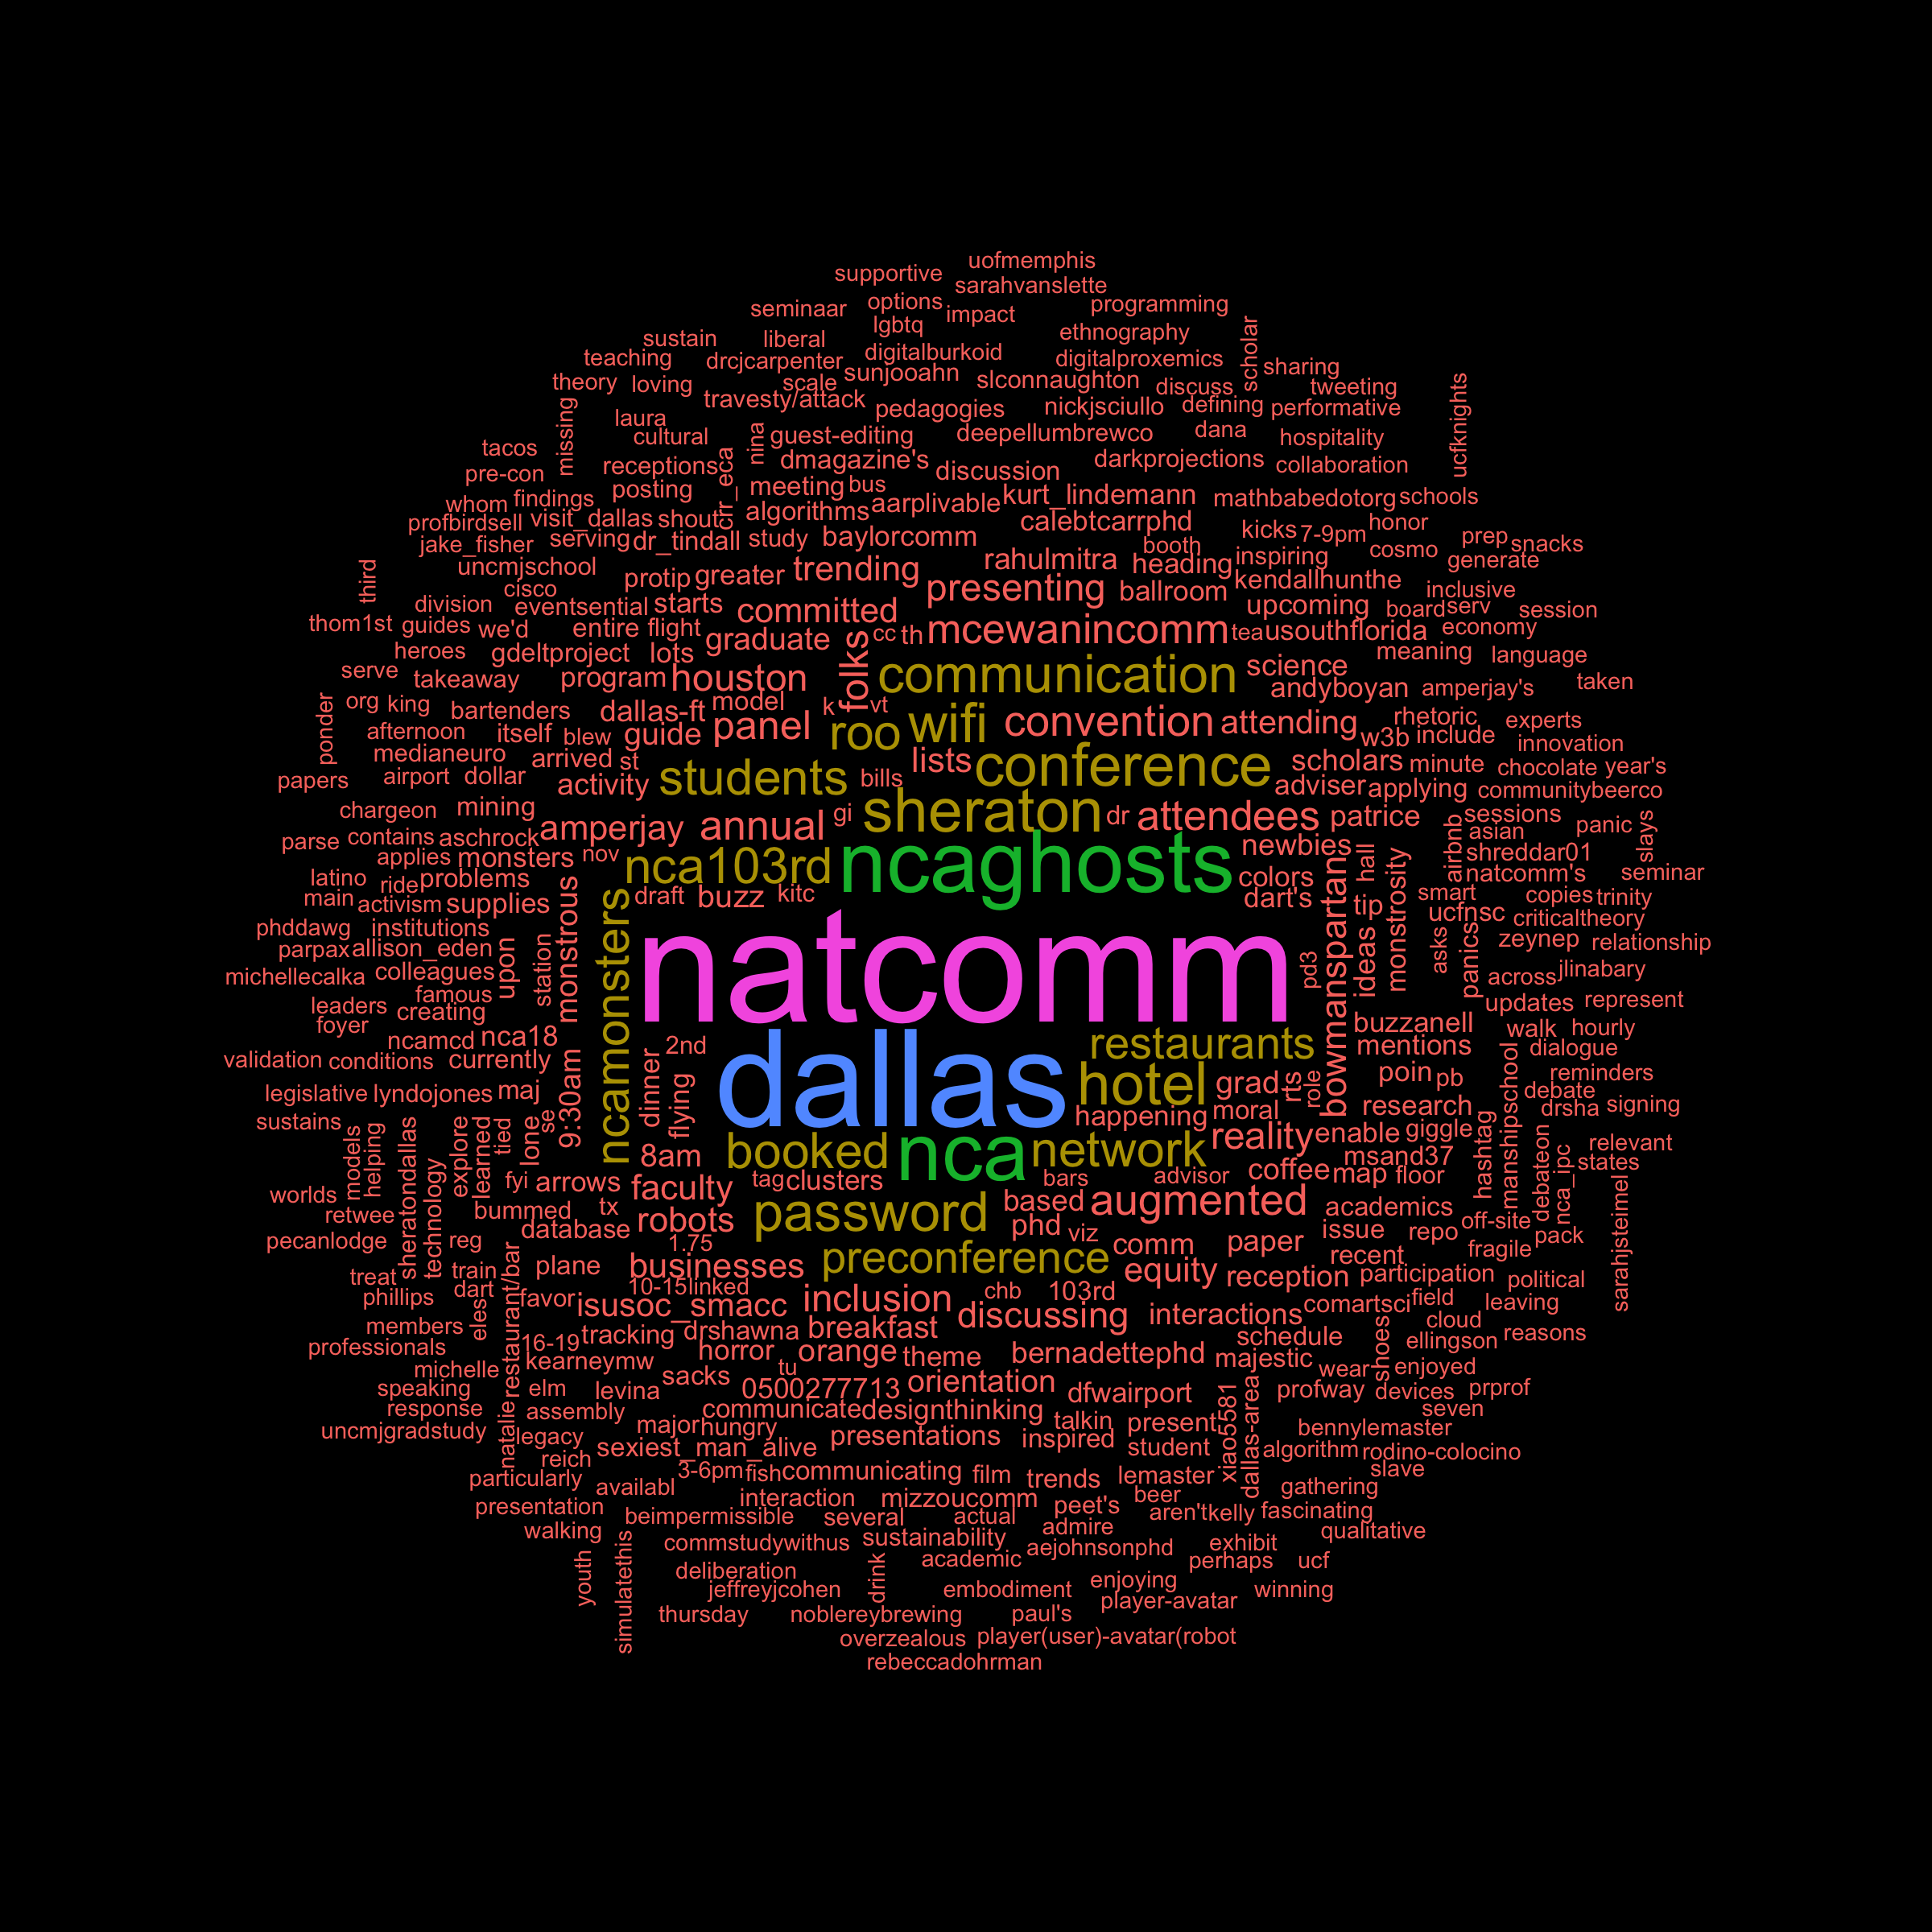 uofmemphis
supportive
sarahvanslette
seminaar options impact programming
sustain liberal lgbtq ethnography scholar
teaching drcjcarpenter digitalburkoid digitalproxemics sharing
theory loving scale sunjooahn slconnaughton discuss tweeting
missing laura travesty/attack pedagogies nickjsciullo defining performative ucfknights
tacos cultural nina guest-editing deepellumbrewco dana hospitality
pre-con receptions crr_eca dmagazine's discussion darkprojections collaboration
whom findings posting meeting bus aarplivable kurt_lindemann mathbabedotorg schools
profbirdsell visit_dallas shout algorithms calebtcarrphd kicks 7-9pm honor
jake_fisher serving dr_tindall study baylorcomm booth inspiring cosmo prep snacks
third uncmjschool protip greater trending rahulmitra heading kendallhunthe generate
cisco presenting ballroom inclusive
division eventsential starts committed upcoming board serv session
thom1st guides we'd entire flight graduate folks cc th mcewanincomm tea usouthflorida economy
heroes gdeltproject lots communication science meaning language
serve takeaway program houston andyboyan amperjay's taken
ponder org king bartenders dallas-ft model k vt convention rhetoric experts
afternoon itself blew guide panel roo wifi attending w3b include innovation
medianeuro arrived st lists conference scholars minute chocolate year's
papers airport dollar activity students bills adviser applying communitybeerco
chargeon mining sheraton dr attendees patrice sessions
parse contains aschrock amperjay annual gi airbnb asian panic slays
applies monsters nov nca103rd ncaghosts newbies hall shreddar01
latino ride problems colors natcomm's seminar
main activism supplies monstrous ncamonsters draft buzz kitc dart's bowmanspartan tip monstrosity smart copies trinity
phddawg institutions ucfnsc criticaltheory
parpax allison_eden upon natcomm ideas asks panics zeynep relationship
michellecalka colleagues station pd3 across jlinabary
leaders famous updates represent
foyer creating buzzanell walk hourly
ncamcd nca18 2nd dallas restaurants mentions dialogue
validation conditions currently 9:30am dinner flying hotel grad rts role poin pb manshipschool reminders
legislative lyndojones maj research debate drsha signing
sustains se happening moral giggle
models helping sheratondallas explore learned tied lone reality enable hashtag relevant
8am booked nca network msand37 debateon nca_ipc states
worlds technology fyi arrows faculty tag clusters bars advisor coffee map floor
retwee bummed tx password based augmented academics off-site sarahjsteimel
pecanlodge reg database robots phd viz issue repo pack
1.75 comm paper recent fragile
treat train plane businesses preconference equity reception participation political
phillips dart eles restaurant/bar favor 10-15 linked inclusion chb 103rd field leaving
isusoc_smacc discussing interactions comartsci cloud
members 16-19 tracking drshawna breakfast schedule shoes ellingson reasons
professionals kearneymw horror orange theme bernadettephd majestic
michelle sacks tu wear enjoyed
speaking elm levina 0500277713 orientation dfwairport xiao5581 dallas-area profway devices prprof
response natalie assembly communicate designthinking seven
uncmjgradstudy legacy major hungry talkin present bennylemaster
reich sexiest_man_alive presentations inspired student algorithm rodino-colocino
particularly availabl 3-6pm fish communicating film trends lemaster slave
presentation interaction mizzoucomm peet's beer gathering
walking beimpermissible several actual admire aren't kelly fascinating qualitative
youth simulatethis commstudywithus sustainability aejohnsonphd exhibit
deliberation drink academic perhaps ucf
jeffreyjcohen embodiment enjoying winning
thursday noblereybrewing paul's player-avatar
overzealous player(user)-avatar(robot
rebeccadohrman